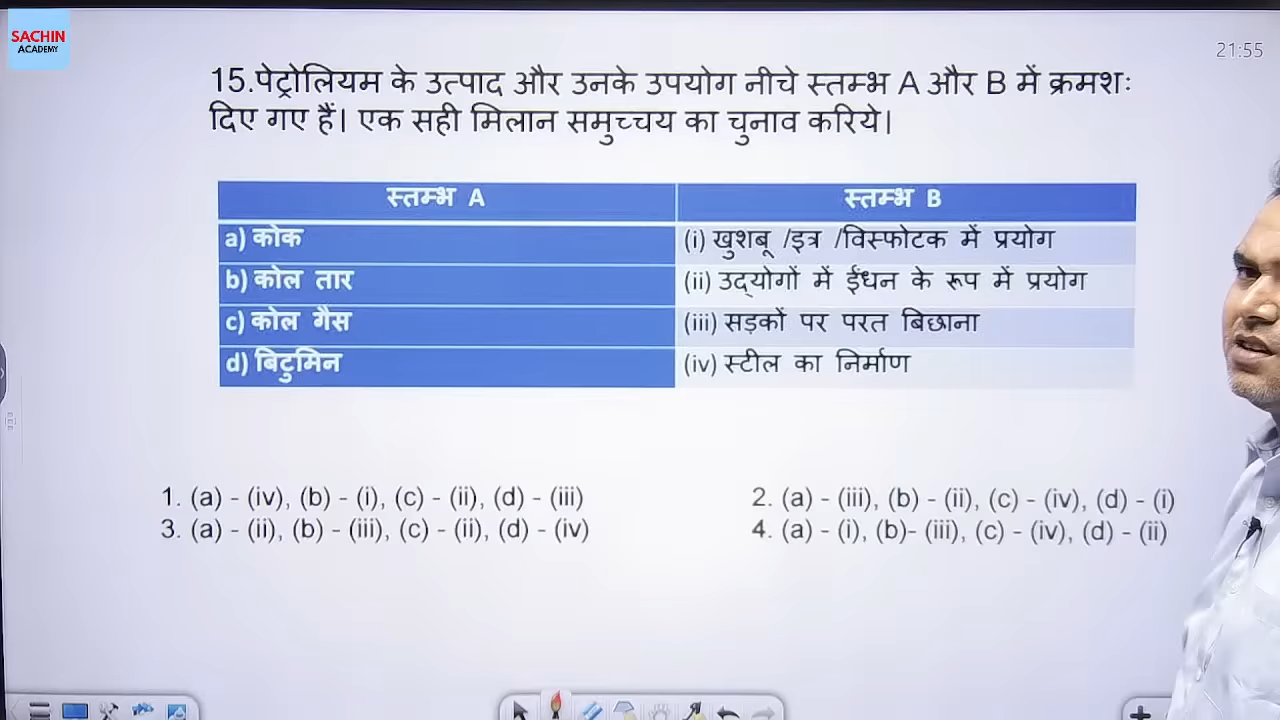 SACHIN
ACADEMY
21:55
15.पेट्रोलियम के उत्पाद और उनके उपयोग नीचे स्तम्भ A और B में क्रमशः
दिए गए हैं। एक सही मिलान समुच्चय का चुनाव करिये।
स्तम्भ A स्तम्भ B
a) कोक (i) खुशबू /इत्र /विस्फोटक में प्रयोग
b) कोल तार (ii) उद्योगों में ईंधन के रूप में प्रयोग
c) कोल गैस (iii) सड़कों पर परत बिछाना
d) बिटुमिन (iv) स्टील का निर्माण
1. (a) - (iv), (b) - (i), (c) - (ii), (d) - (iii) 2. (a) - (iii), (b) - (ii), (c) - (iv), (d) - (i)
3. (a) - (ii), (b) - (iii), (c) - (ii), (d) - (iv) 4. (a) - (i), (b)- (iii), (c) - (iv), (d) - (ii)